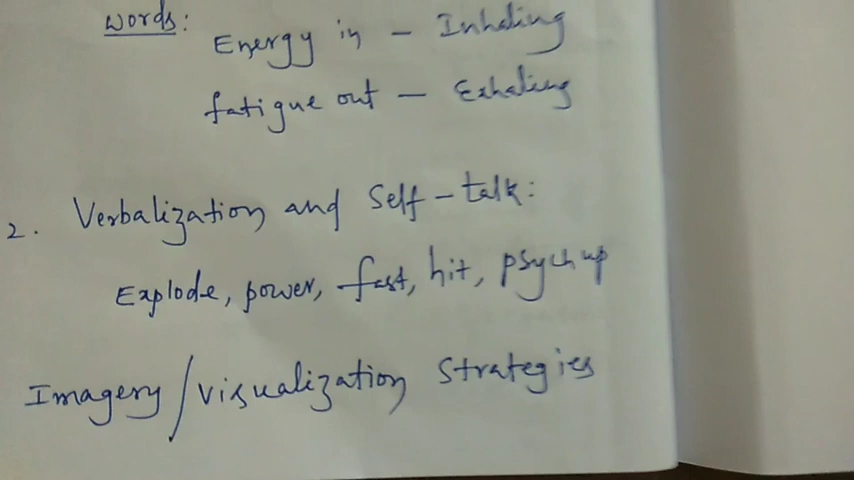 Words:
Energy in - Inhaling
fatigue out - Exhaling
2. Verbalization and Self-talk:
Explode, power, fast, hit, psych up
Imagery/visualization Strategies